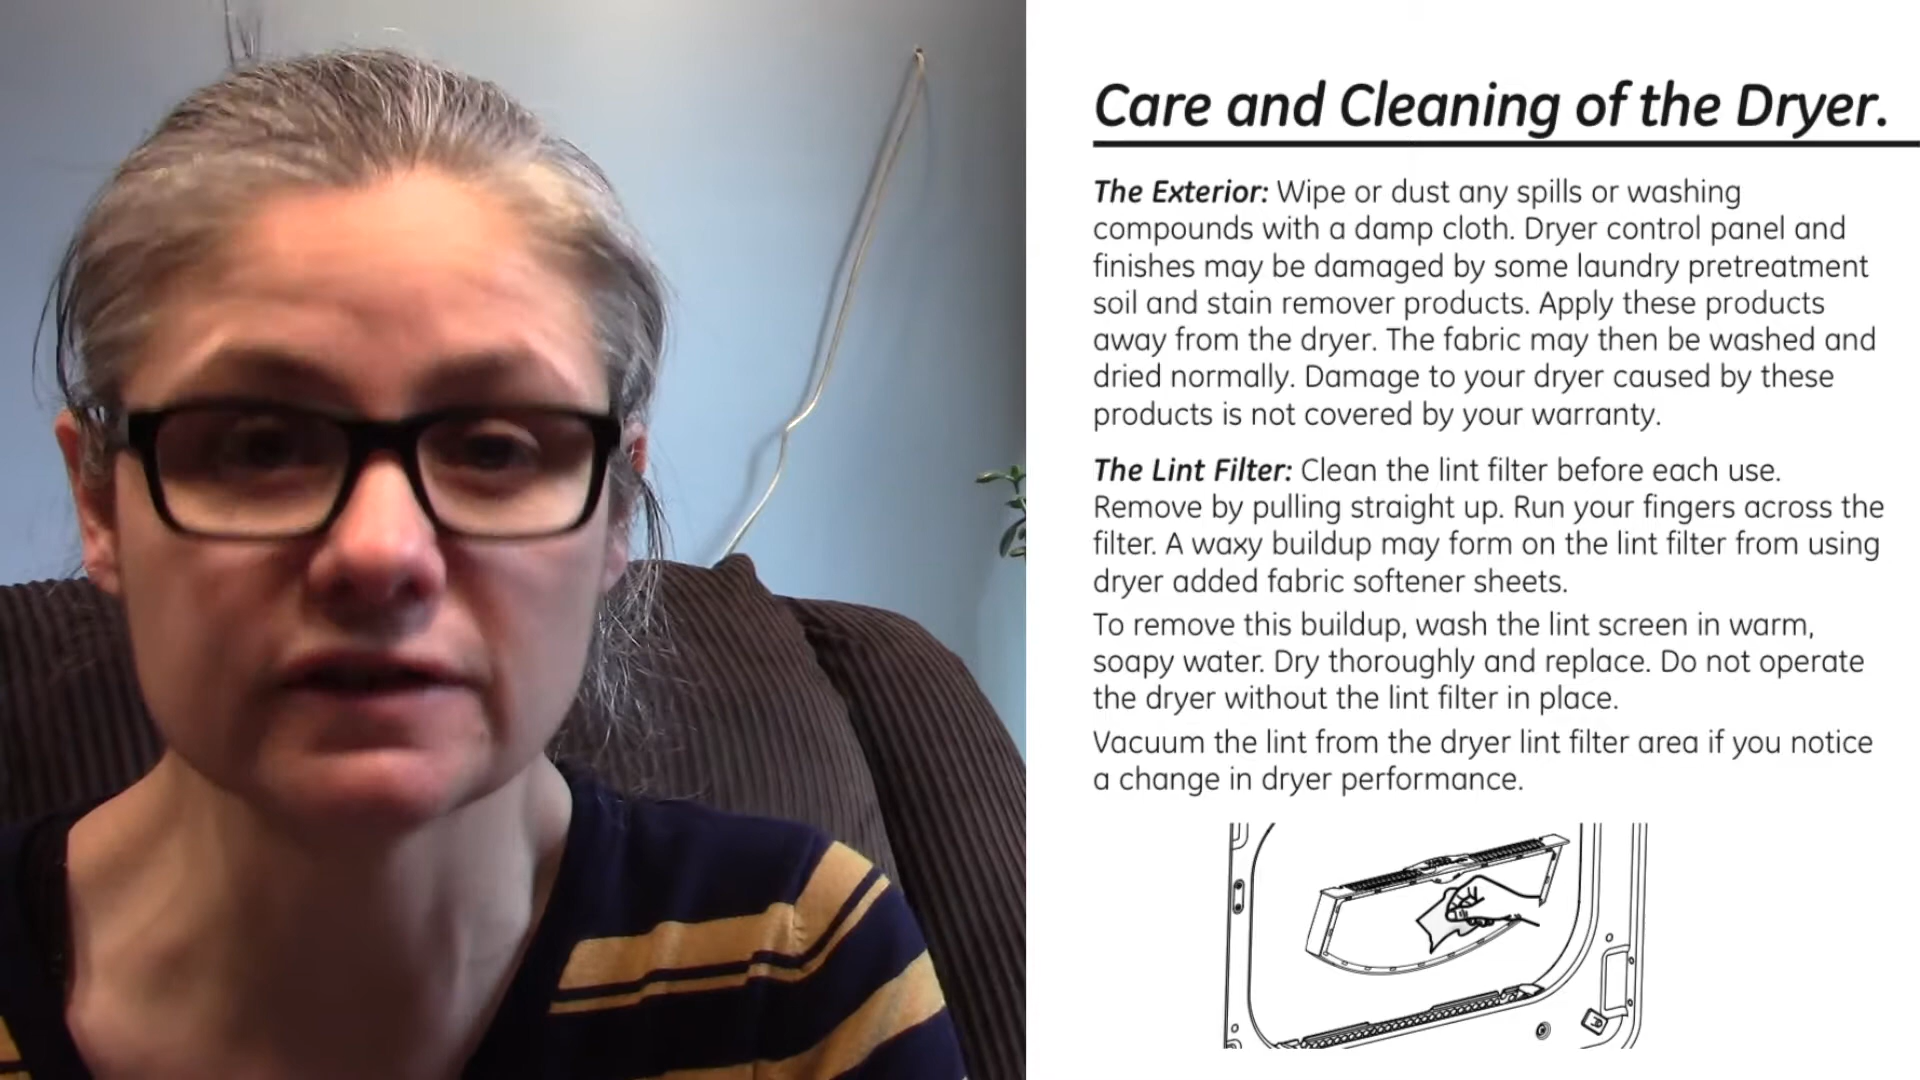 Care and Cleaning of the Dryer.
The Exterior: Wipe or dust any spills or washing
compounds with a damp cloth. Dryer control panel and
finishes may be damaged by some laundry pretreatment
soil and stain remover products. Apply these products
away from the dryer. The fabric may then be washed and
dried normally. Damage to your dryer caused by these
products is not covered by your warranty.
The Lint Filter: Clean the lint filter before each use.
Remove by pulling straight up. Run your fingers across the
filter. A waxy buildup may form on the lint filter from using
dryer added fabric softener sheets.
To remove this buildup, wash the lint screen in warm,
soapy water. Dry thoroughly and replace. Do not operate
the dryer without the lint filter in place.
Vacuum the lint from the dryer lint filter area if you notice
a change in dryer performance.